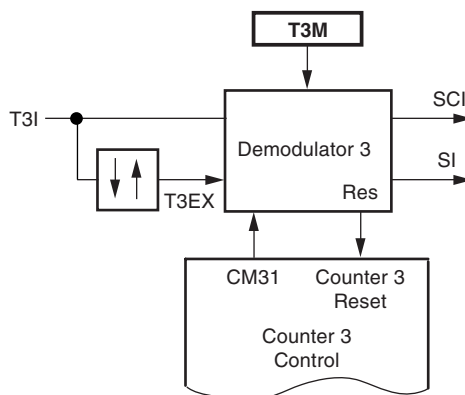 T3M
T3I
SCI
Demodulator 3
SI
T3EX
Res
CM31
Counter 3
Reset
Counter 3
Control